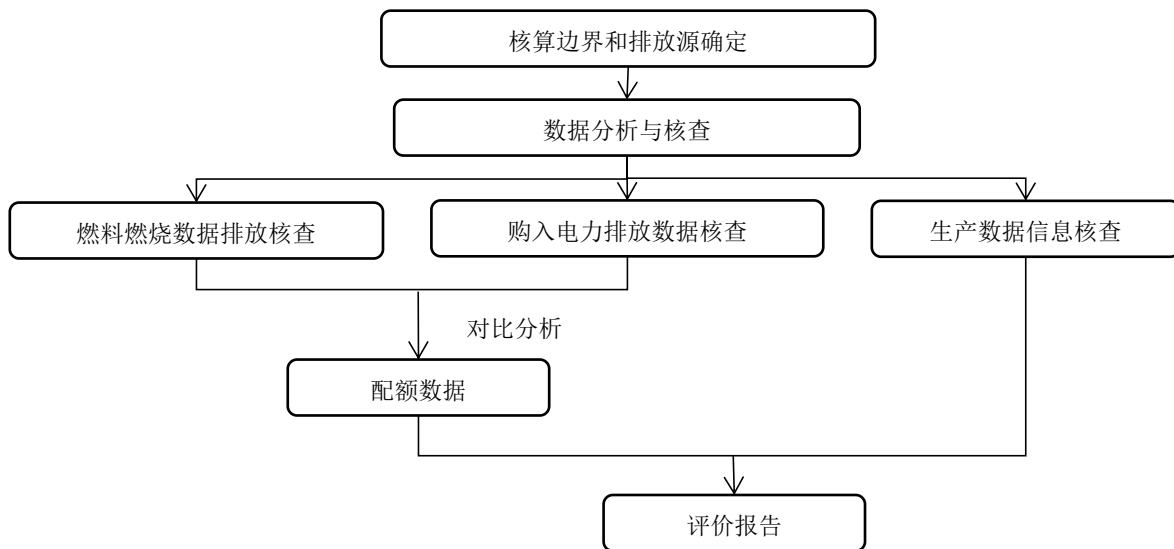 核算边界和排放源确定
数据分析与核查
燃料燃烧数据排放核查
购入电力排放数据核查
生产数据信息核查
对比分析
配额数据
评价报告